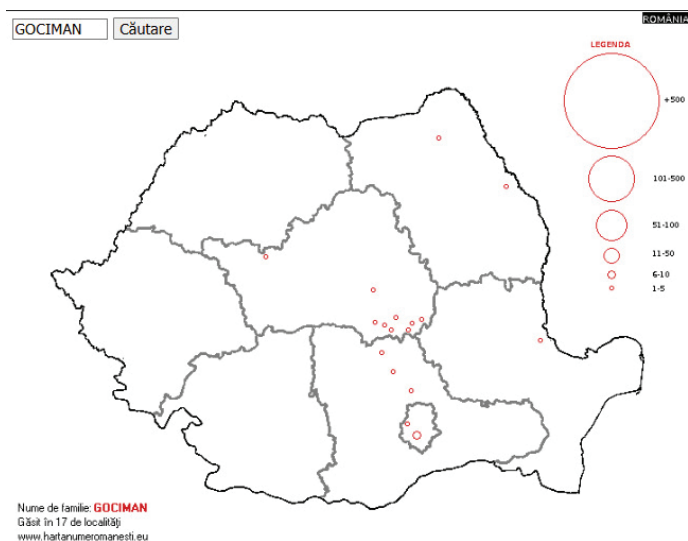 GOCIMAN Căutare
ROMÂNIA
LEGENDA
+500
101-500
51-100
11-50
6-10
1-5
Nume de familie: GOCIMAN
Găsit în 17 de localităţi
www.hartanumeromanesti.eu